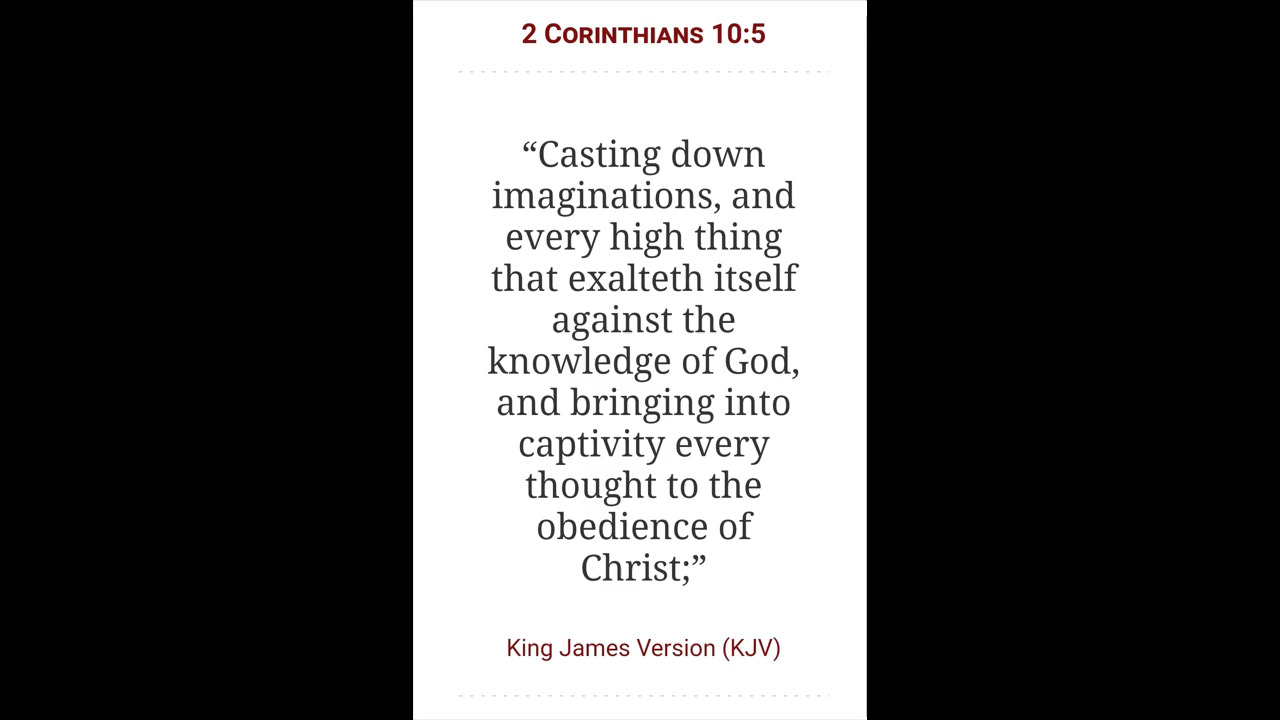 2 Corinthians 10:5
“Casting down
imaginations, and
every high thing
that exalteth itself
against the
knowledge of God,
and bringing into
captivity every
thought to the
obedience of
Christ;”
King James Version (KJV)